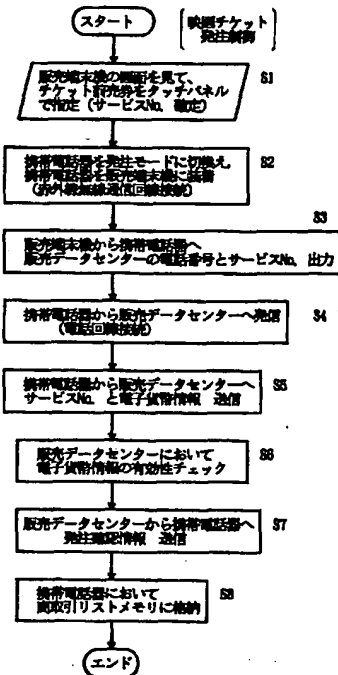 スタート
映画チケット
発注制御
販売端末機の画面を見て、
チケット前売券をタッチパネル
で指定（サービスNo. 確定）
S1
携帯電話器を発注モードに切換え,
携帯電話器を販売端末機に装着
(赤外線無線通信回線接続)
S2
S3
販売端末機から携帯電話器へ
販売データセンターの電話番号とサービスNo. 出力
携帯電話器から販売データセンターへ発信
(電話回線接続)
S4
携帯電話器から販売データセンターへ
サービスNo. と電子貨幣情報 送信
S5
販売データセンターにおいて
電子貨幣情報の有効性チェック
S6
販売データセンターから携帯電話器へ
発注確認情報 送信
S7
携帯電話器において
商取引リストメモリに格納
S8
エンド